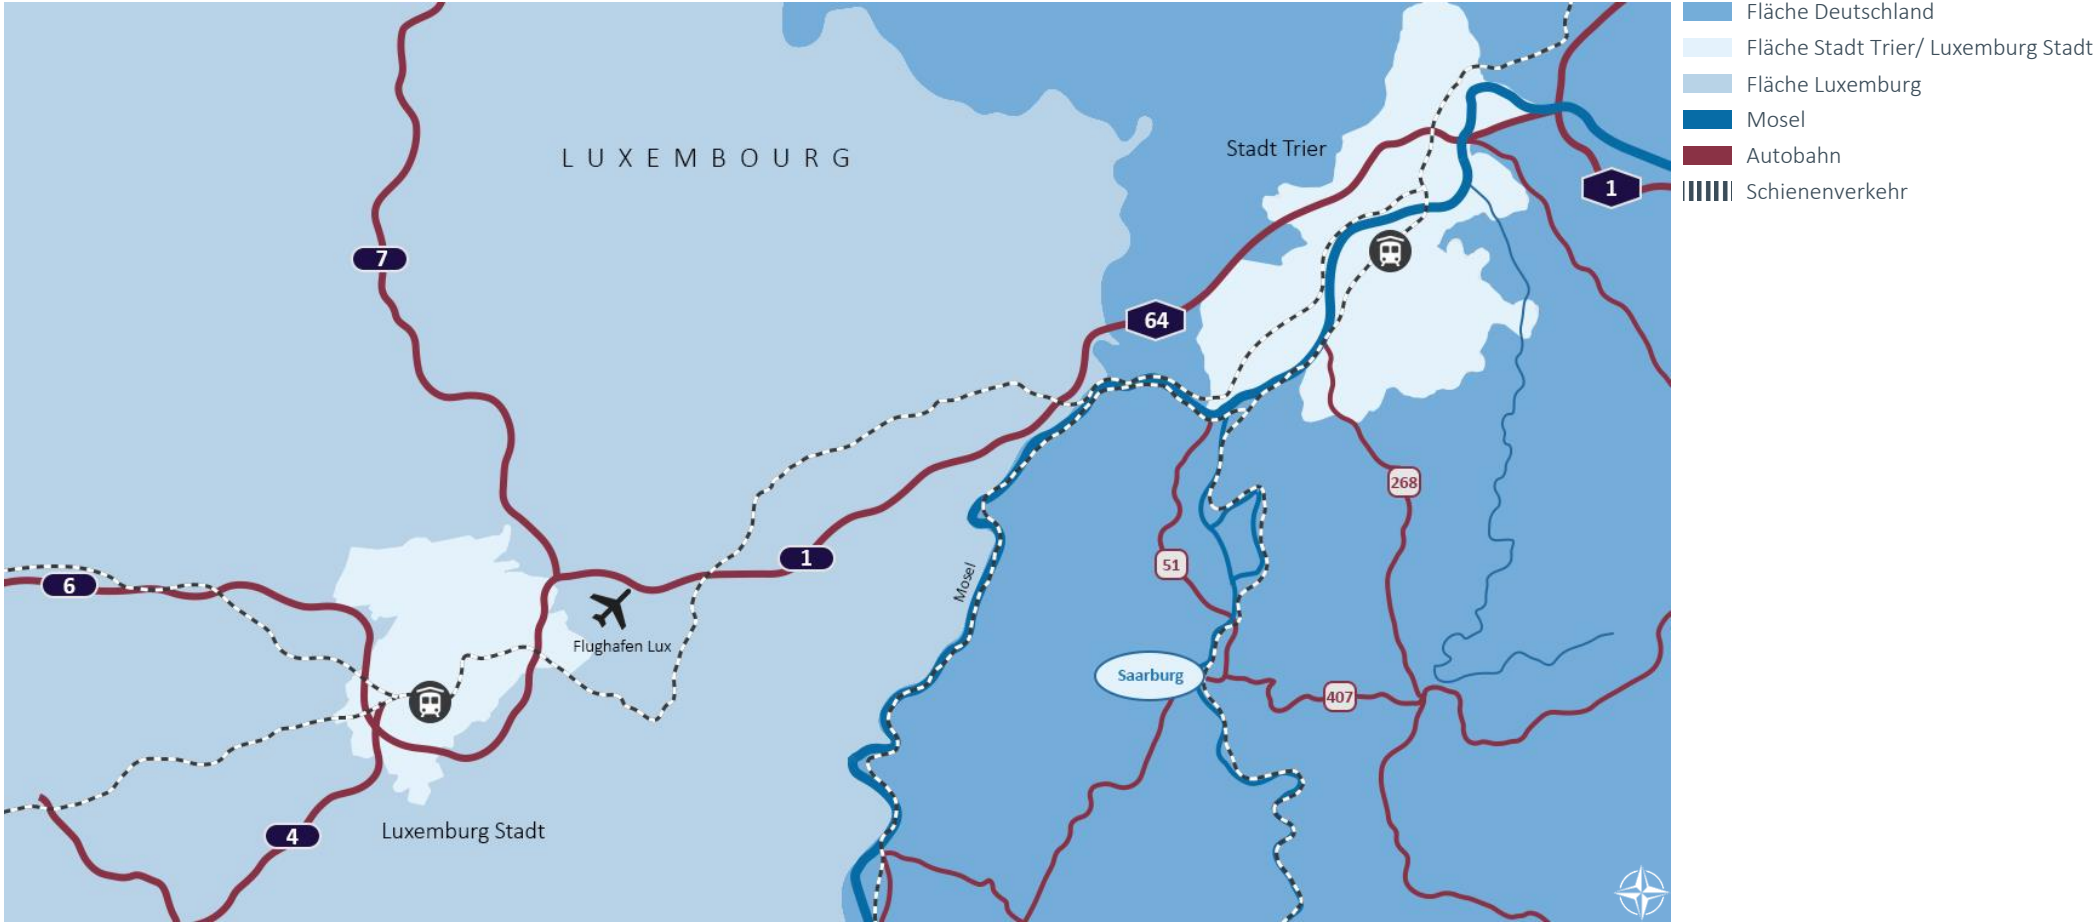 Fläche Deutschland
Fläche Stadt Trier/ Luxemburg Stadt
Fläche Luxemburg
Mosel
Autobahn
Schienenverkehr
LUXEMBOURG
Stadt Trier
1
7
64
268
1
51
6
Mosel
Flughafen Lux
Saarburg
407
4
Luxemburg Stadt